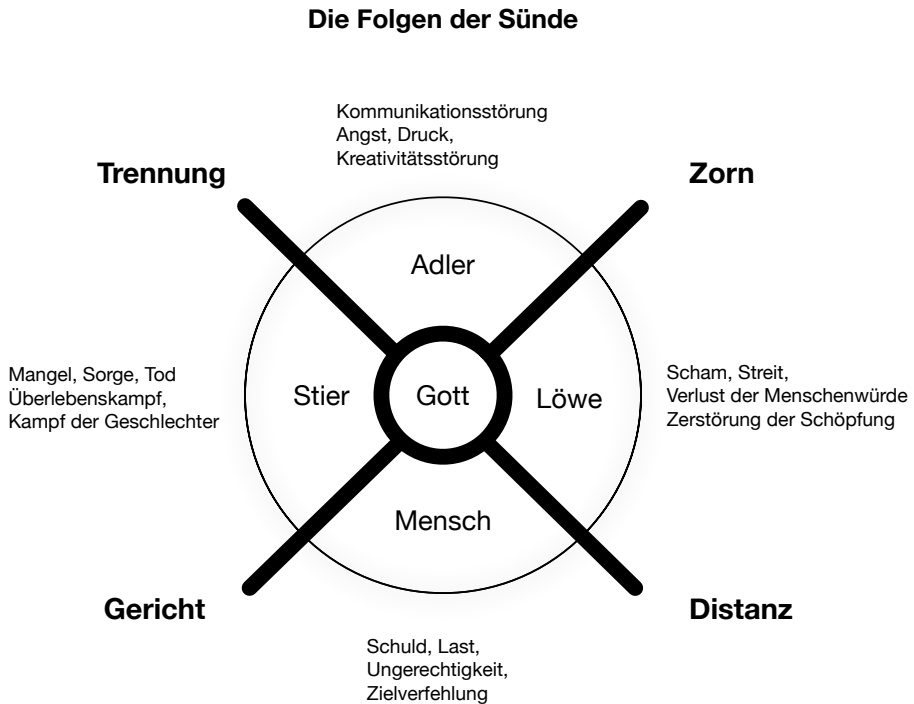 Die Folgen der Sünde
Kommunikationsstörung
Angst, Druck,
Kreativitätsstörung
Trennung
Zorn
Adler
Mangel, Sorge, Tod
Überlebenskampf,
Kampf der Geschlechter
Stier
Gott
Löwe
Scham, Streit,
Verlust der Menschenwürde
Zerstörung der Schöpfung
Mensch
Gericht
Distanz
Schuld, Last,
Ungerechtigkeit,
Zielverfehlung